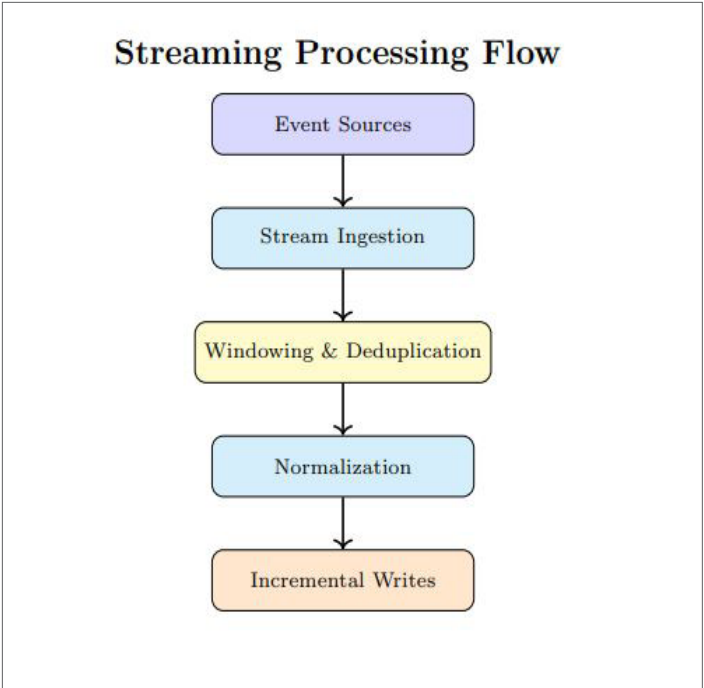 Streaming Processing Flow
Event Sources
Stream Ingestion
Windowing & Deduplication
Normalization
Incremental Writes